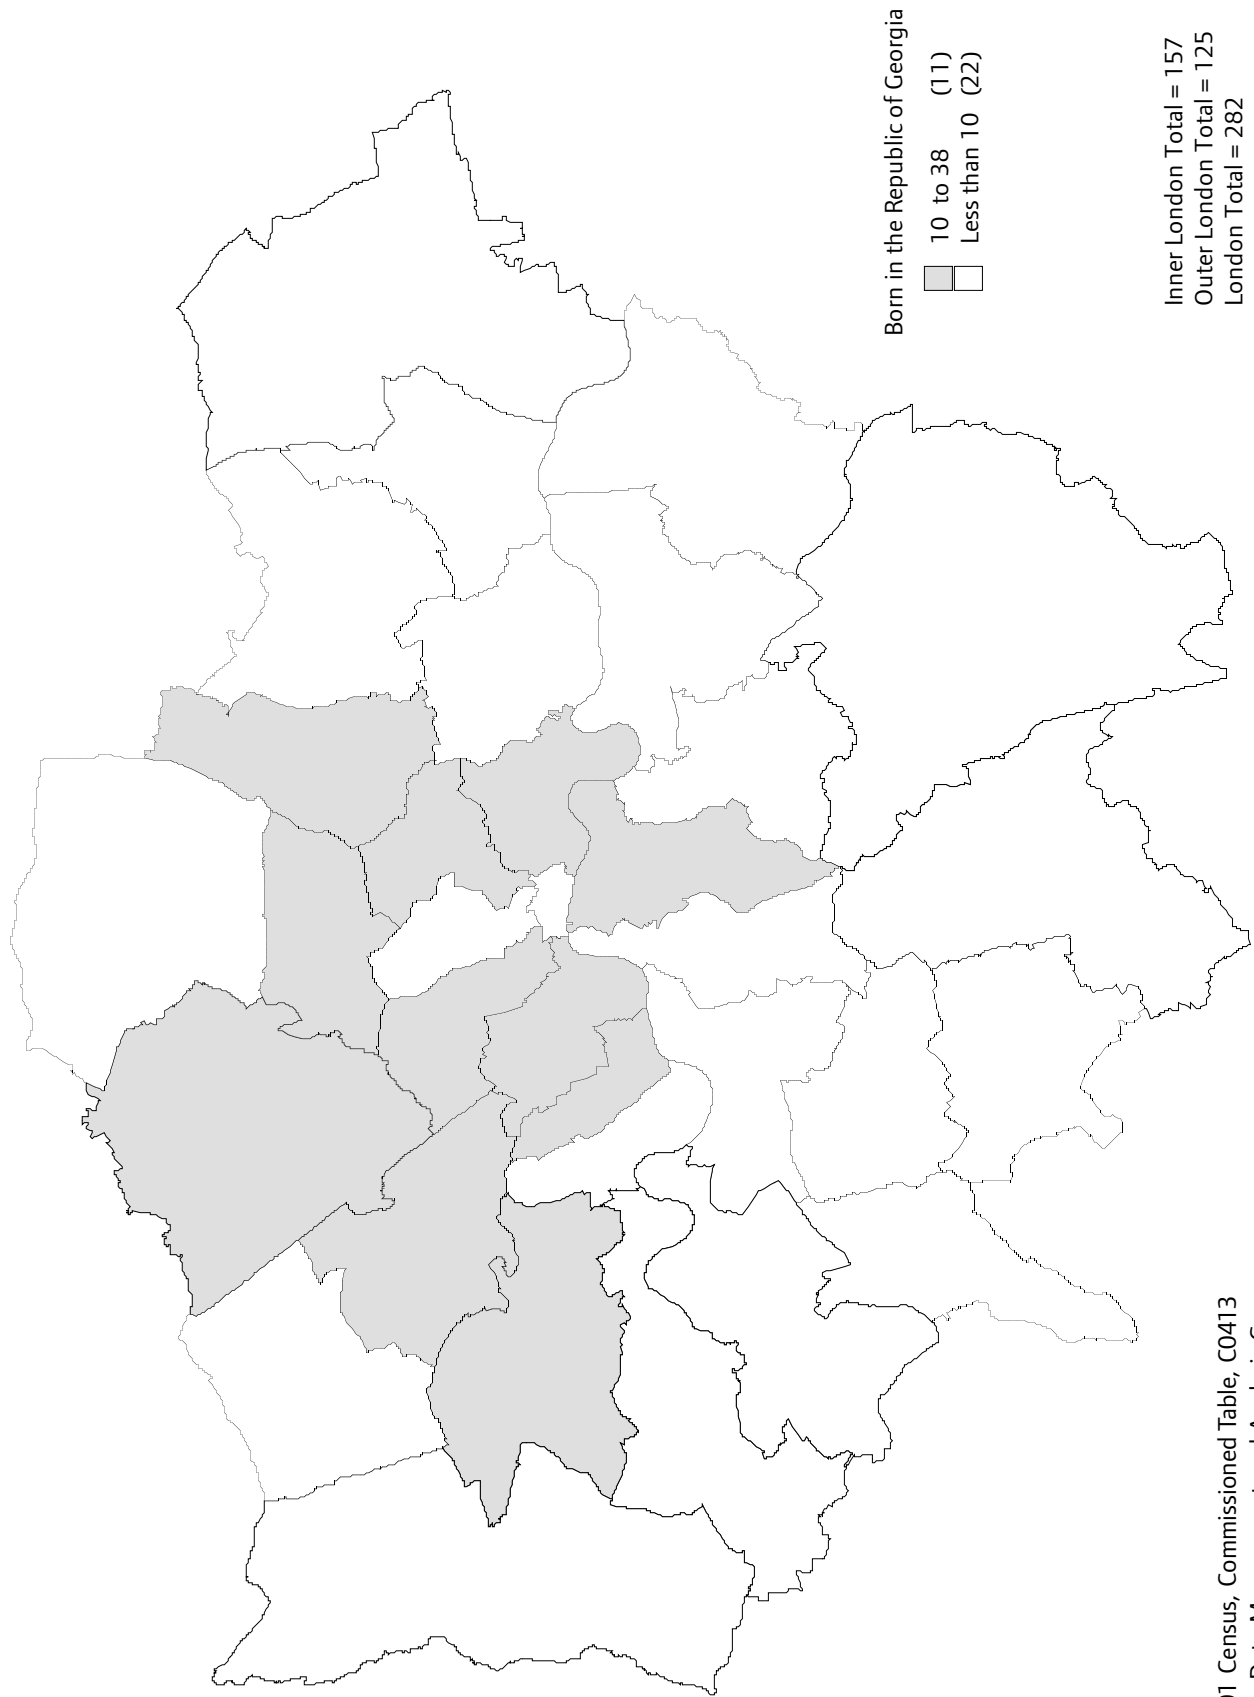 Born in the Republic of Georgia
10 to 38 (11)
Less than 10 (22)
Inner London Total = 157
Outer London Total = 125
London Total = 282
Census, Commissioned Table, C0413